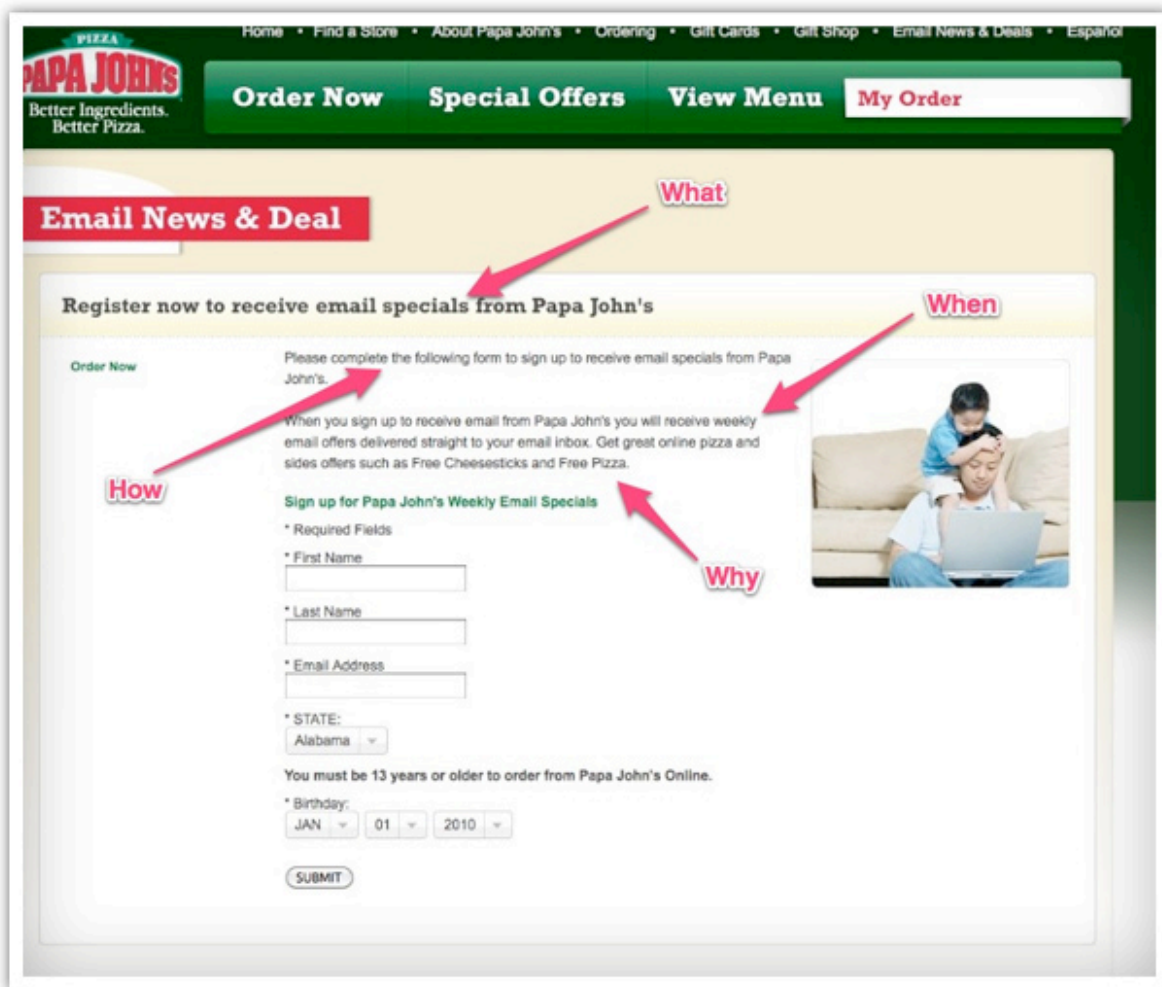 Home • Find a Store • About Papa John's • Ordering • Gift Cards • Gift Shop • Email News & Deals • Español
PIZZA
PAPA JOHNS
Better Ingredients.
Better Pizza.
Order Now Special Offers View Menu My Order
What
Email News & Deal
Register now to receive email specials from Papa John's
When
Order Now
Please complete the following form to sign up to receive email specials from Papa
John's.
When you sign up to receive email from Papa John's you will receive weekly
email offers delivered straight to your email inbox. Get great online pizza and
sides offers such as Free Cheesesticks and Free Pizza.
How
Sign up for Papa John's Weekly Email Specials
* Required Fields
* First Name
Why
* Last Name
* Email Address
* STATE:
Alabama
You must be 13 years or older to order from Papa John's Online.
* Birthday:
JAN 01 2010
SUBMIT